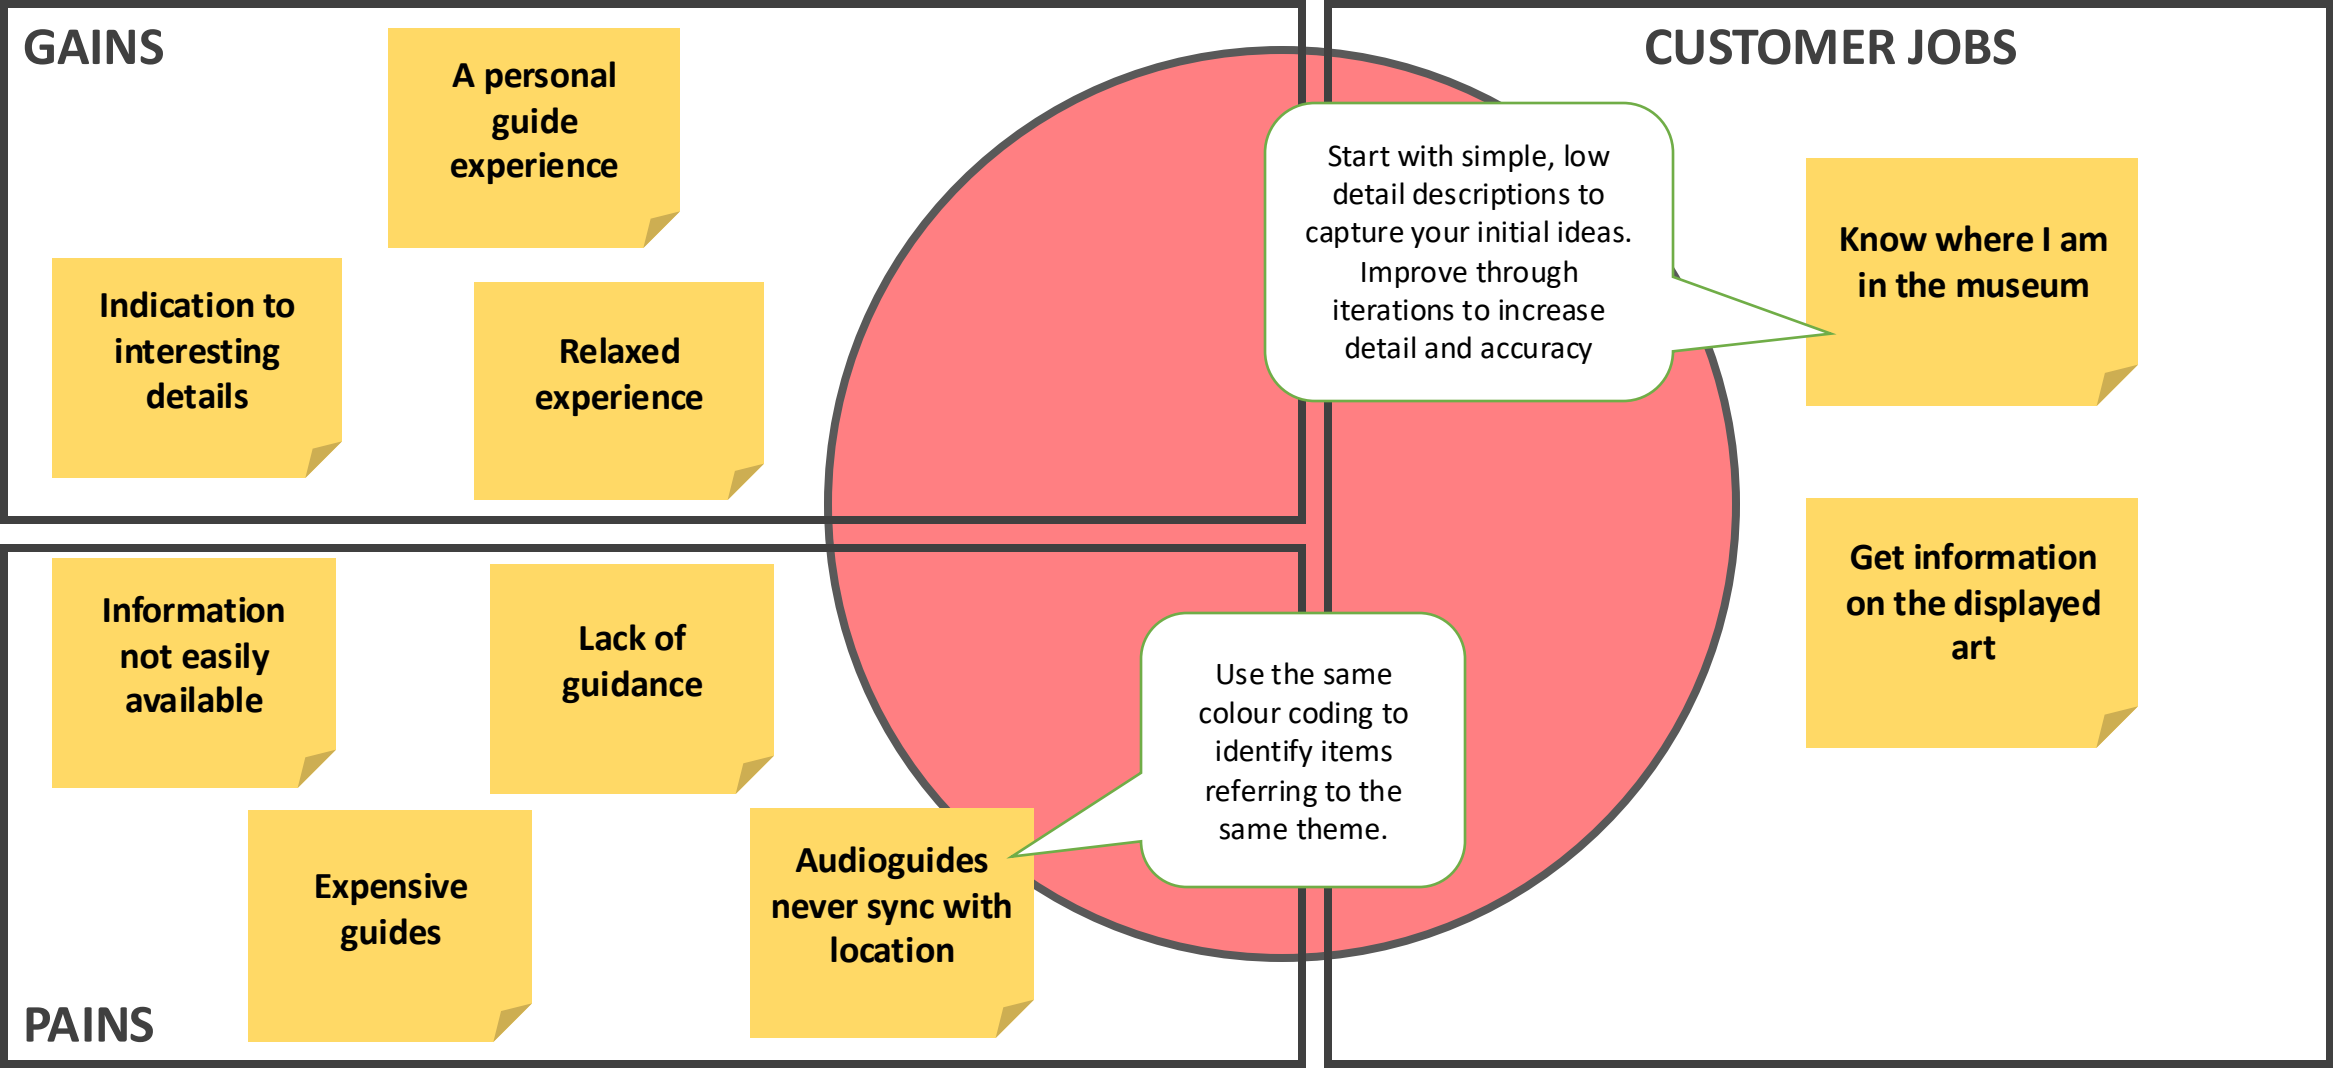 GAINS
A personal
guide
experience
Indication to
interesting
details
Relaxed
experience
CUSTOMER JOBS
Start with simple, low
detail descriptions to
capture your initial ideas.
Improve through
iterations to increase
detail and accuracy
Know where I am
in the museum
Get information
on the displayed
art
Information
not easily
available
Lack of
guidance
Expensive
guides
Audioguides
never sync with
location
Use the same
colour coding to
identify items
referring to the
same theme.
PAINS